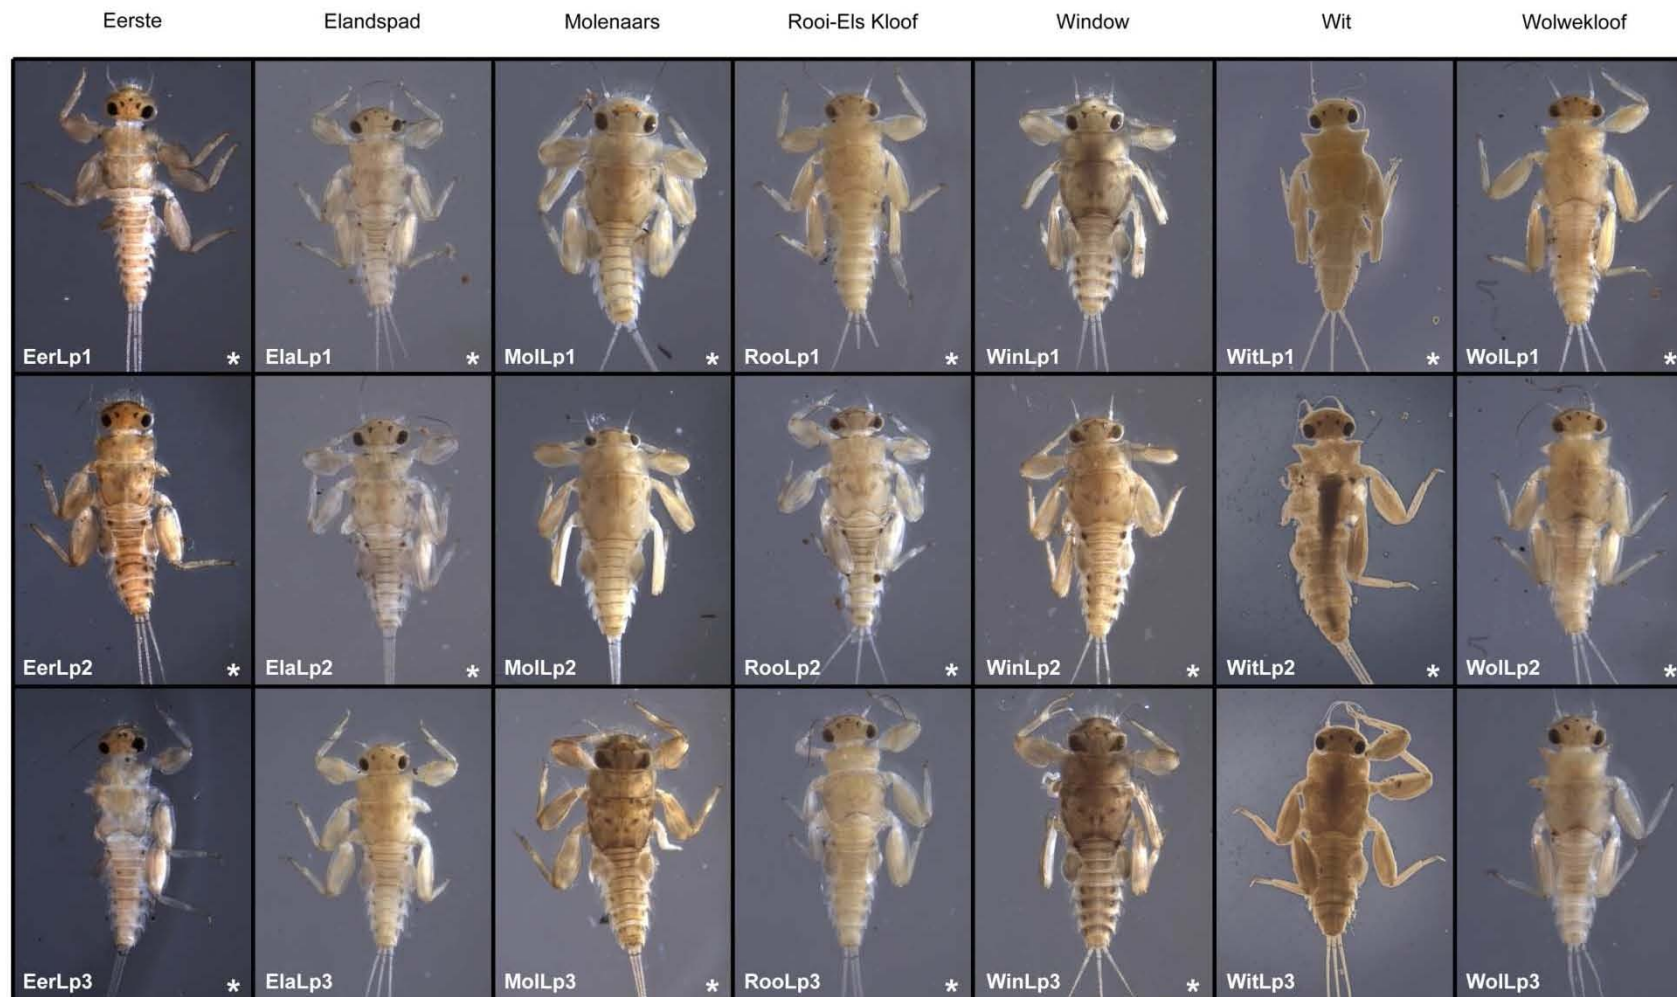 Eerste Elandspad Molenaars Rooi-Els Kloof Window Wit Wolwekloof
EerLp1 * ElaLp1 * MolLp1 * RooLp1 * WinLp1 * WitLp1 * WolLp1 *
EerLp2 * ElaLp2 * MolLp2 * RooLp2 * WinLp2 * WitLp2 * WolLp2 *
EerLp3 * ElaLp3 * MolLp3 * RooLp3 * WinLp3 * WitLp3 WolLp3